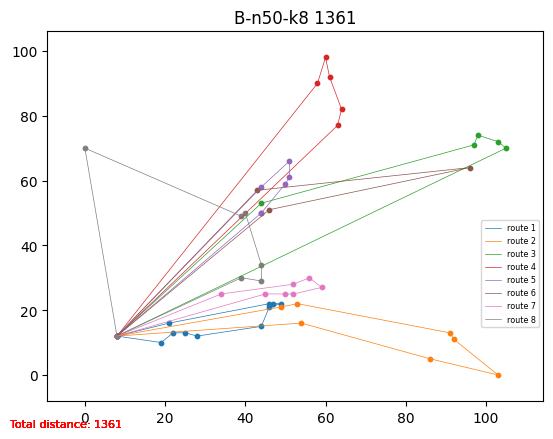 B-n50-k8 1361
100
80
60
40
20
0
0
20
40
60
80
100
route 1
route 2
route 3
route 4
route 5
route 6
route 7
route 8
Total distance: 1361